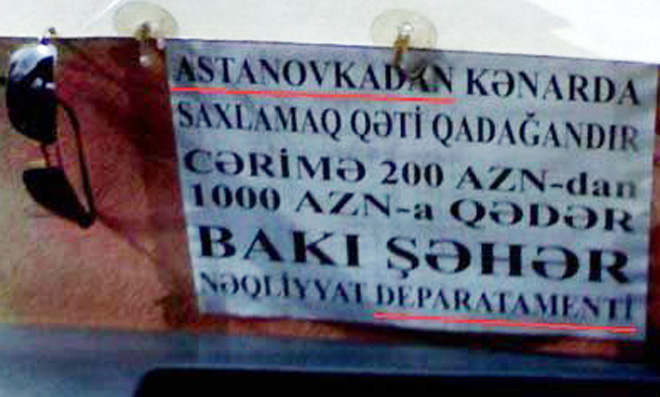 ASTANOVKADAN KƏNARDA
SAXLAMAQ QƏTİ QADAĞANDIR
CƏRİMƏ 200 AZN-dan
1000 AZN-a QƏDƏR
BAKI ŞƏHƏR
NƏQLİYYAT DEPARATAMENTİ